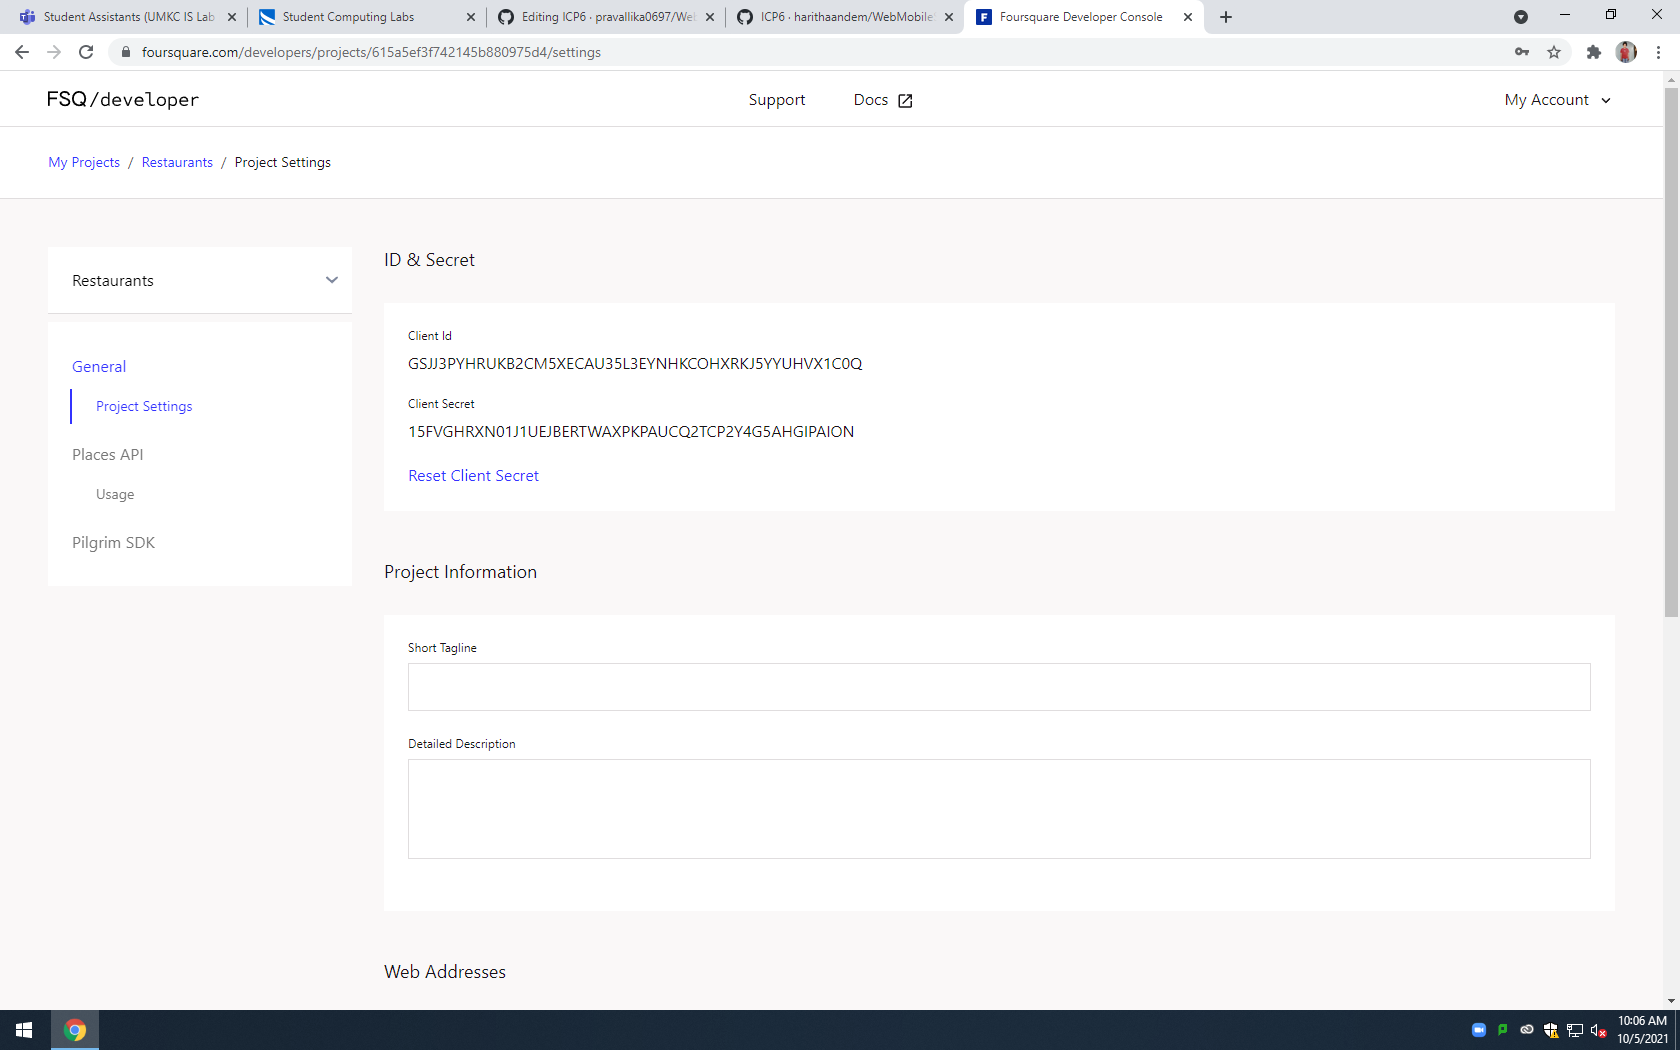 Student Assistants (UMKC IS Lab
Student Computing Labs
Editing ICP6 · pravallika0697/We
ICP6 · harithaandem/WebMobile
Foursquare Developer Console
foursquare.com/developers/projects/615a5ef3f742145b880975d4/settings
FSQ/developer
Support
Docs
My Account
My Projects / Restaurants / Project Settings
Restaurants
General
Project Settings
Places API
Usage
Pilgrim SDK
ID & Secret
Client Id
GSJJ3PYHRUKB2CM5XECAU35L3EYNHKCOHXRKJ5YYUHVX1C0Q
Client Secret
15FVGHRXN01J1UEJBERTWAXPKPAUCQ2TCP2Y4G5AHGIPAION
Reset Client Secret
Project Information
Short Tagline
Detailed Description
Web Addresses
10:06 AM
10/5/2021